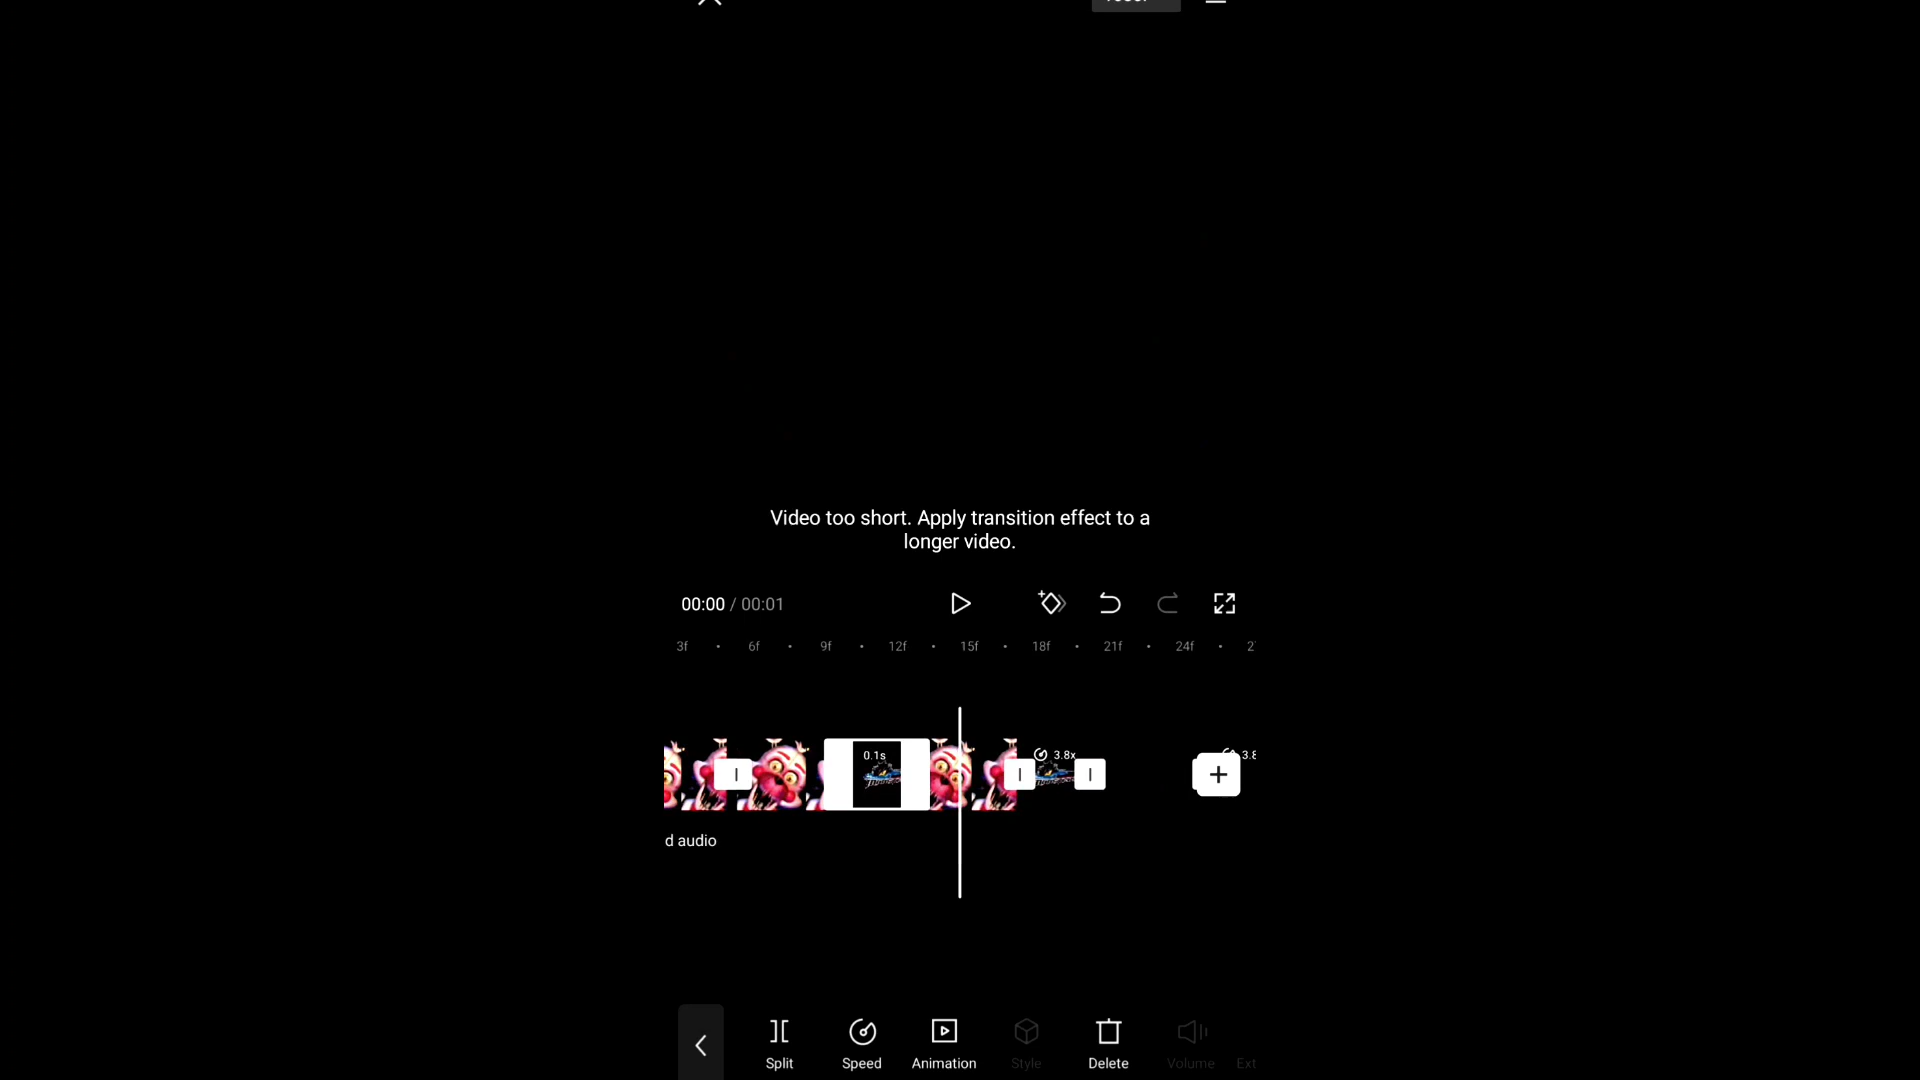 Video too short. Apply transition effect to a
longer video.
00:00 / 00:01
3f 6f 9f 12f 15f 18f 21f 24f
0.1s 3.8x
d audio
Split Speed Animation Style Delete Volume Ext